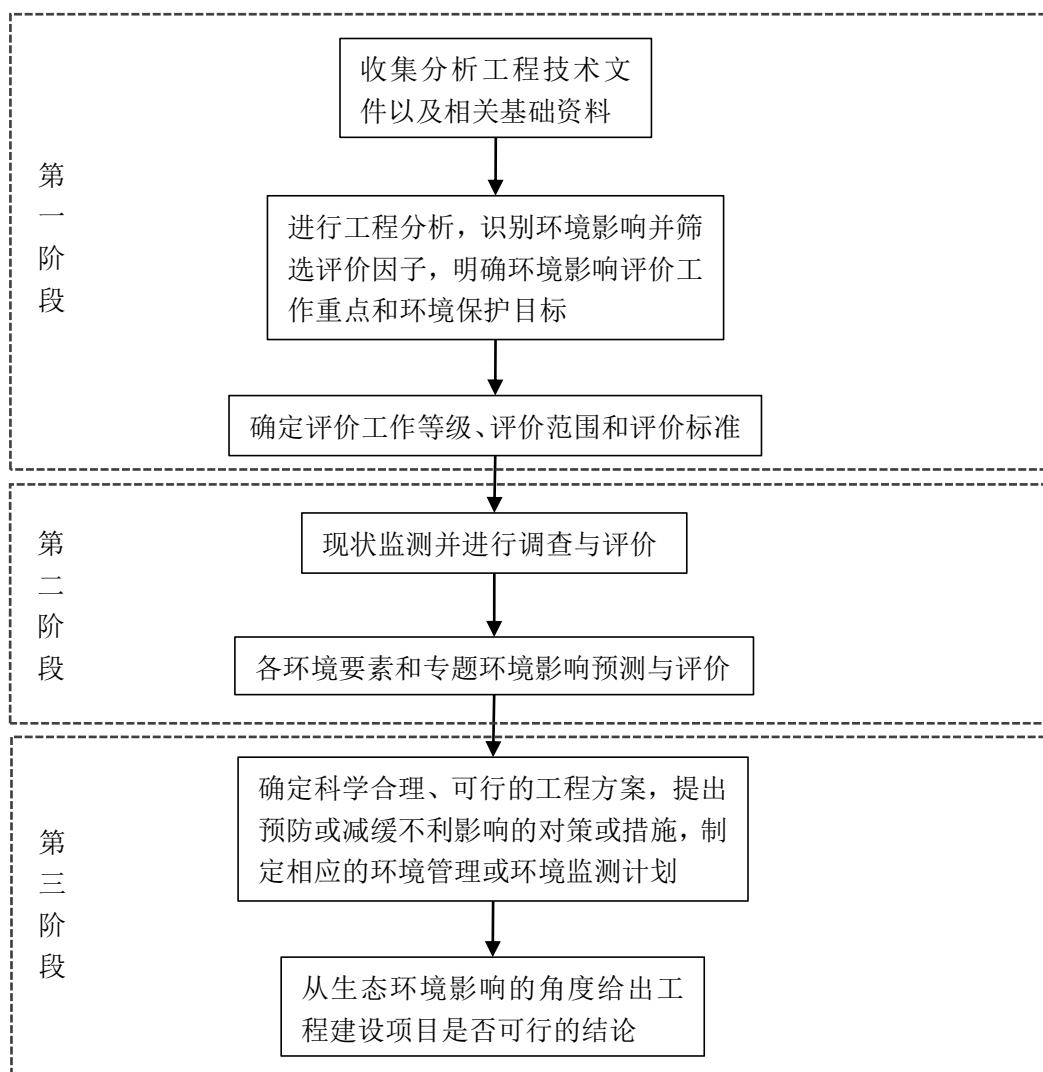 第
一
阶
段
收集分析工程技术文
件以及相关基础资料
进行工程分析，识别环境影响并筛
选评价因子，明确环境影响评价工
作重点和环境保护目标
确定评价工作等级、评价范围和评价标准
第
二
阶
段
现状监测并进行调查与评价
各环境要素和专题环境影响预测与评价
第
三
阶
段
确定科学合理、可行的工程方案，提出
预防或减缓不利影响的对策或措施，制
定相应的环境管理或环境监测计划
从生态环境影响的角度给出工
程建设项目是否可行的结论